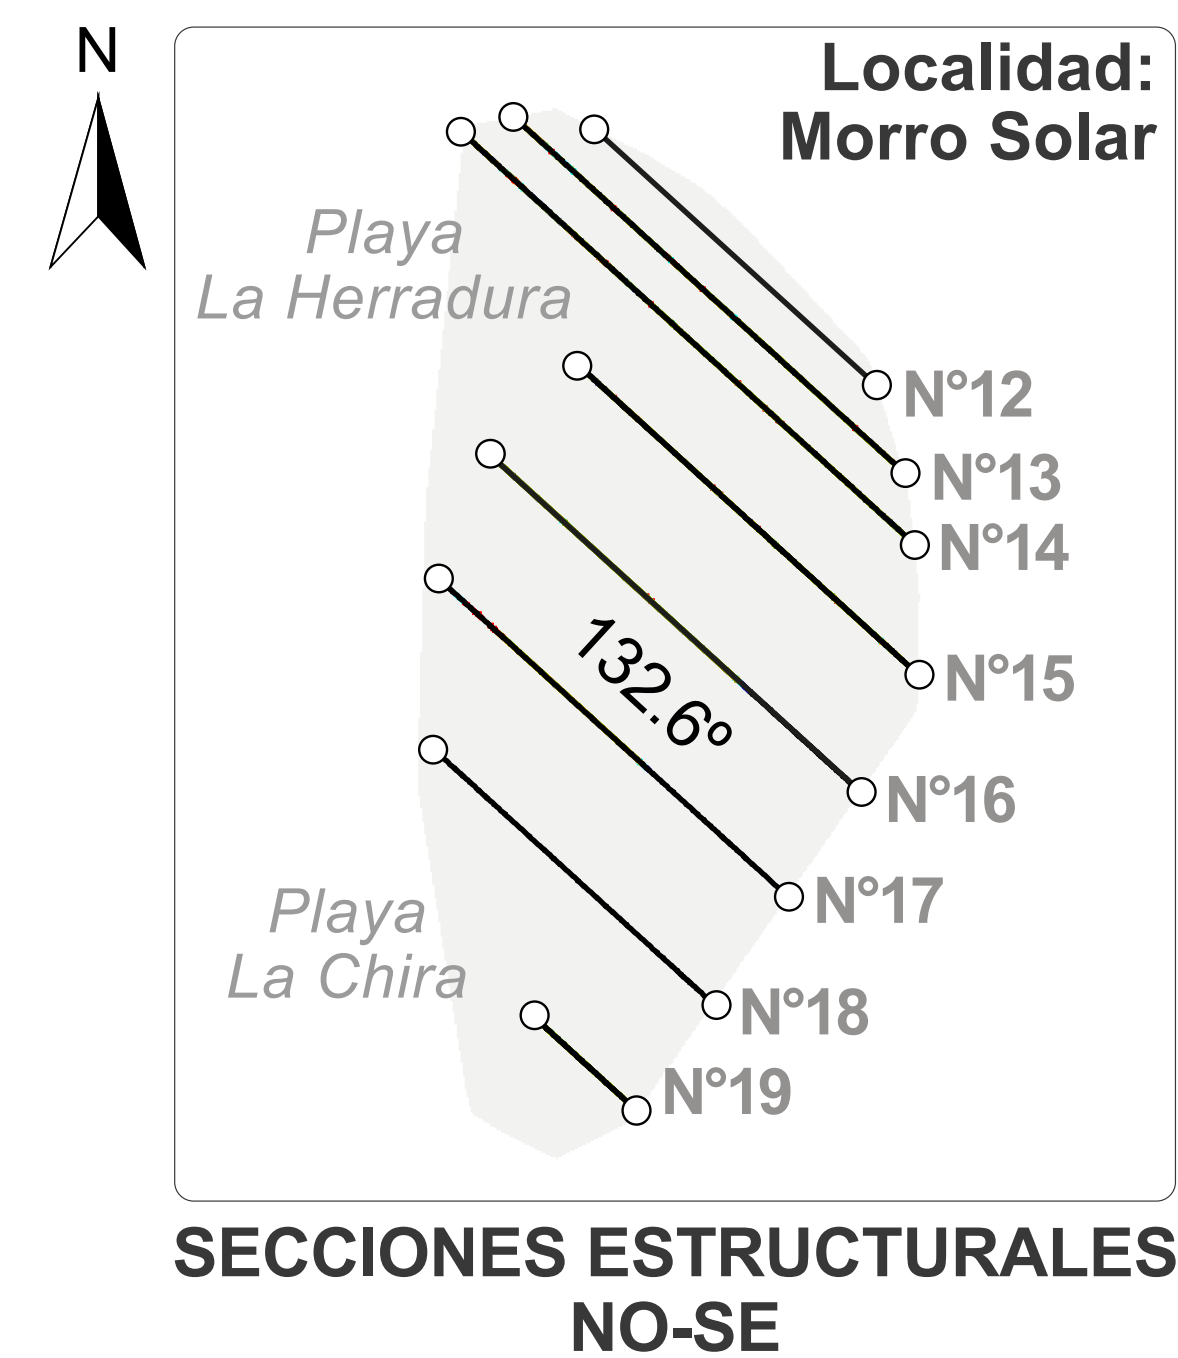 N
Localidad:
Morro Solar
Playa
La Herradura
N°12
N°13
N°14
N°15
132.6º
N°16
N°17
Playa
La Chira
N°18
N°19
SECCIONES ESTRUCTURALES
NO-SE